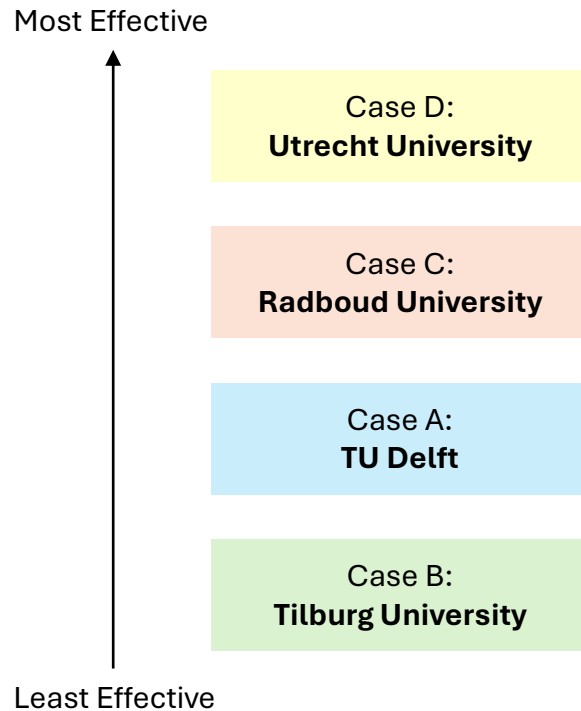 Most Effective
Case D:
Utrecht University
Case C:
Radboud University
Case A:
TU Delft
Case B:
Tilburg University
Least Effective